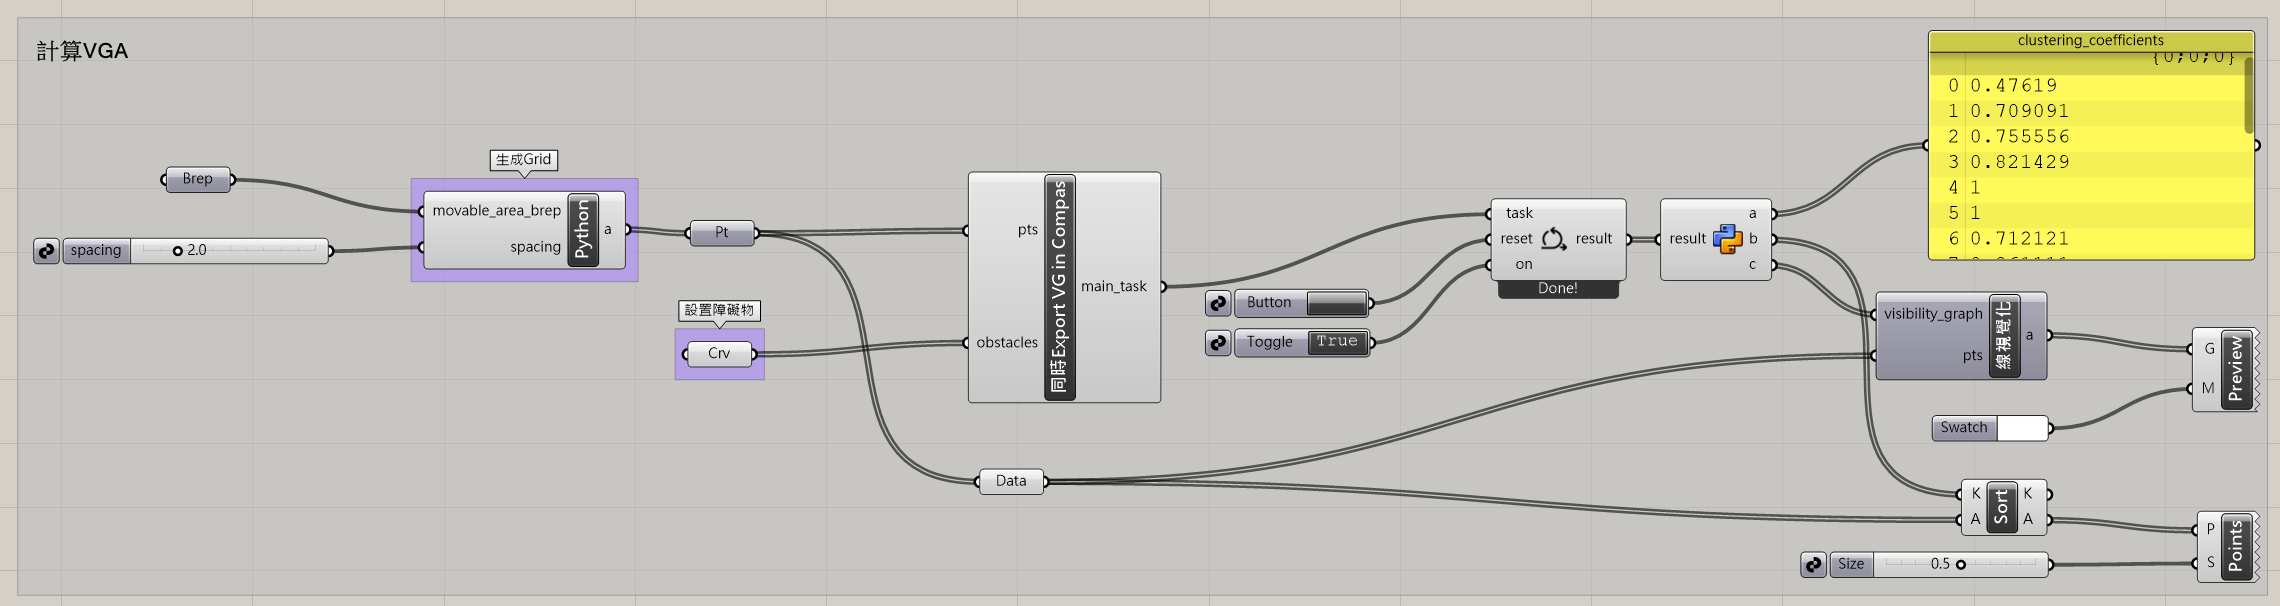 計算VGA
clustering_coefficients
{0;0;0}
0 0.47619
1 0.709091
2 0.755556
3 0.821429
4 1
5 1
6 0.712121
Brep
生成Grid
movable_area_brep
spacing
Python
a
spacing
2.0
Pt
設置障礙物
Crv
pts
obstacles
同時Export VG in Compas
main_task
Button
Toggle
True
task
reset
on
result
Done!
result
a
b
c
visibility_graph
pts
線視覺化
a
G
M
Preview
Swatch
Data
K
A
Sort
K
A
Size
0.5
P
S
Points